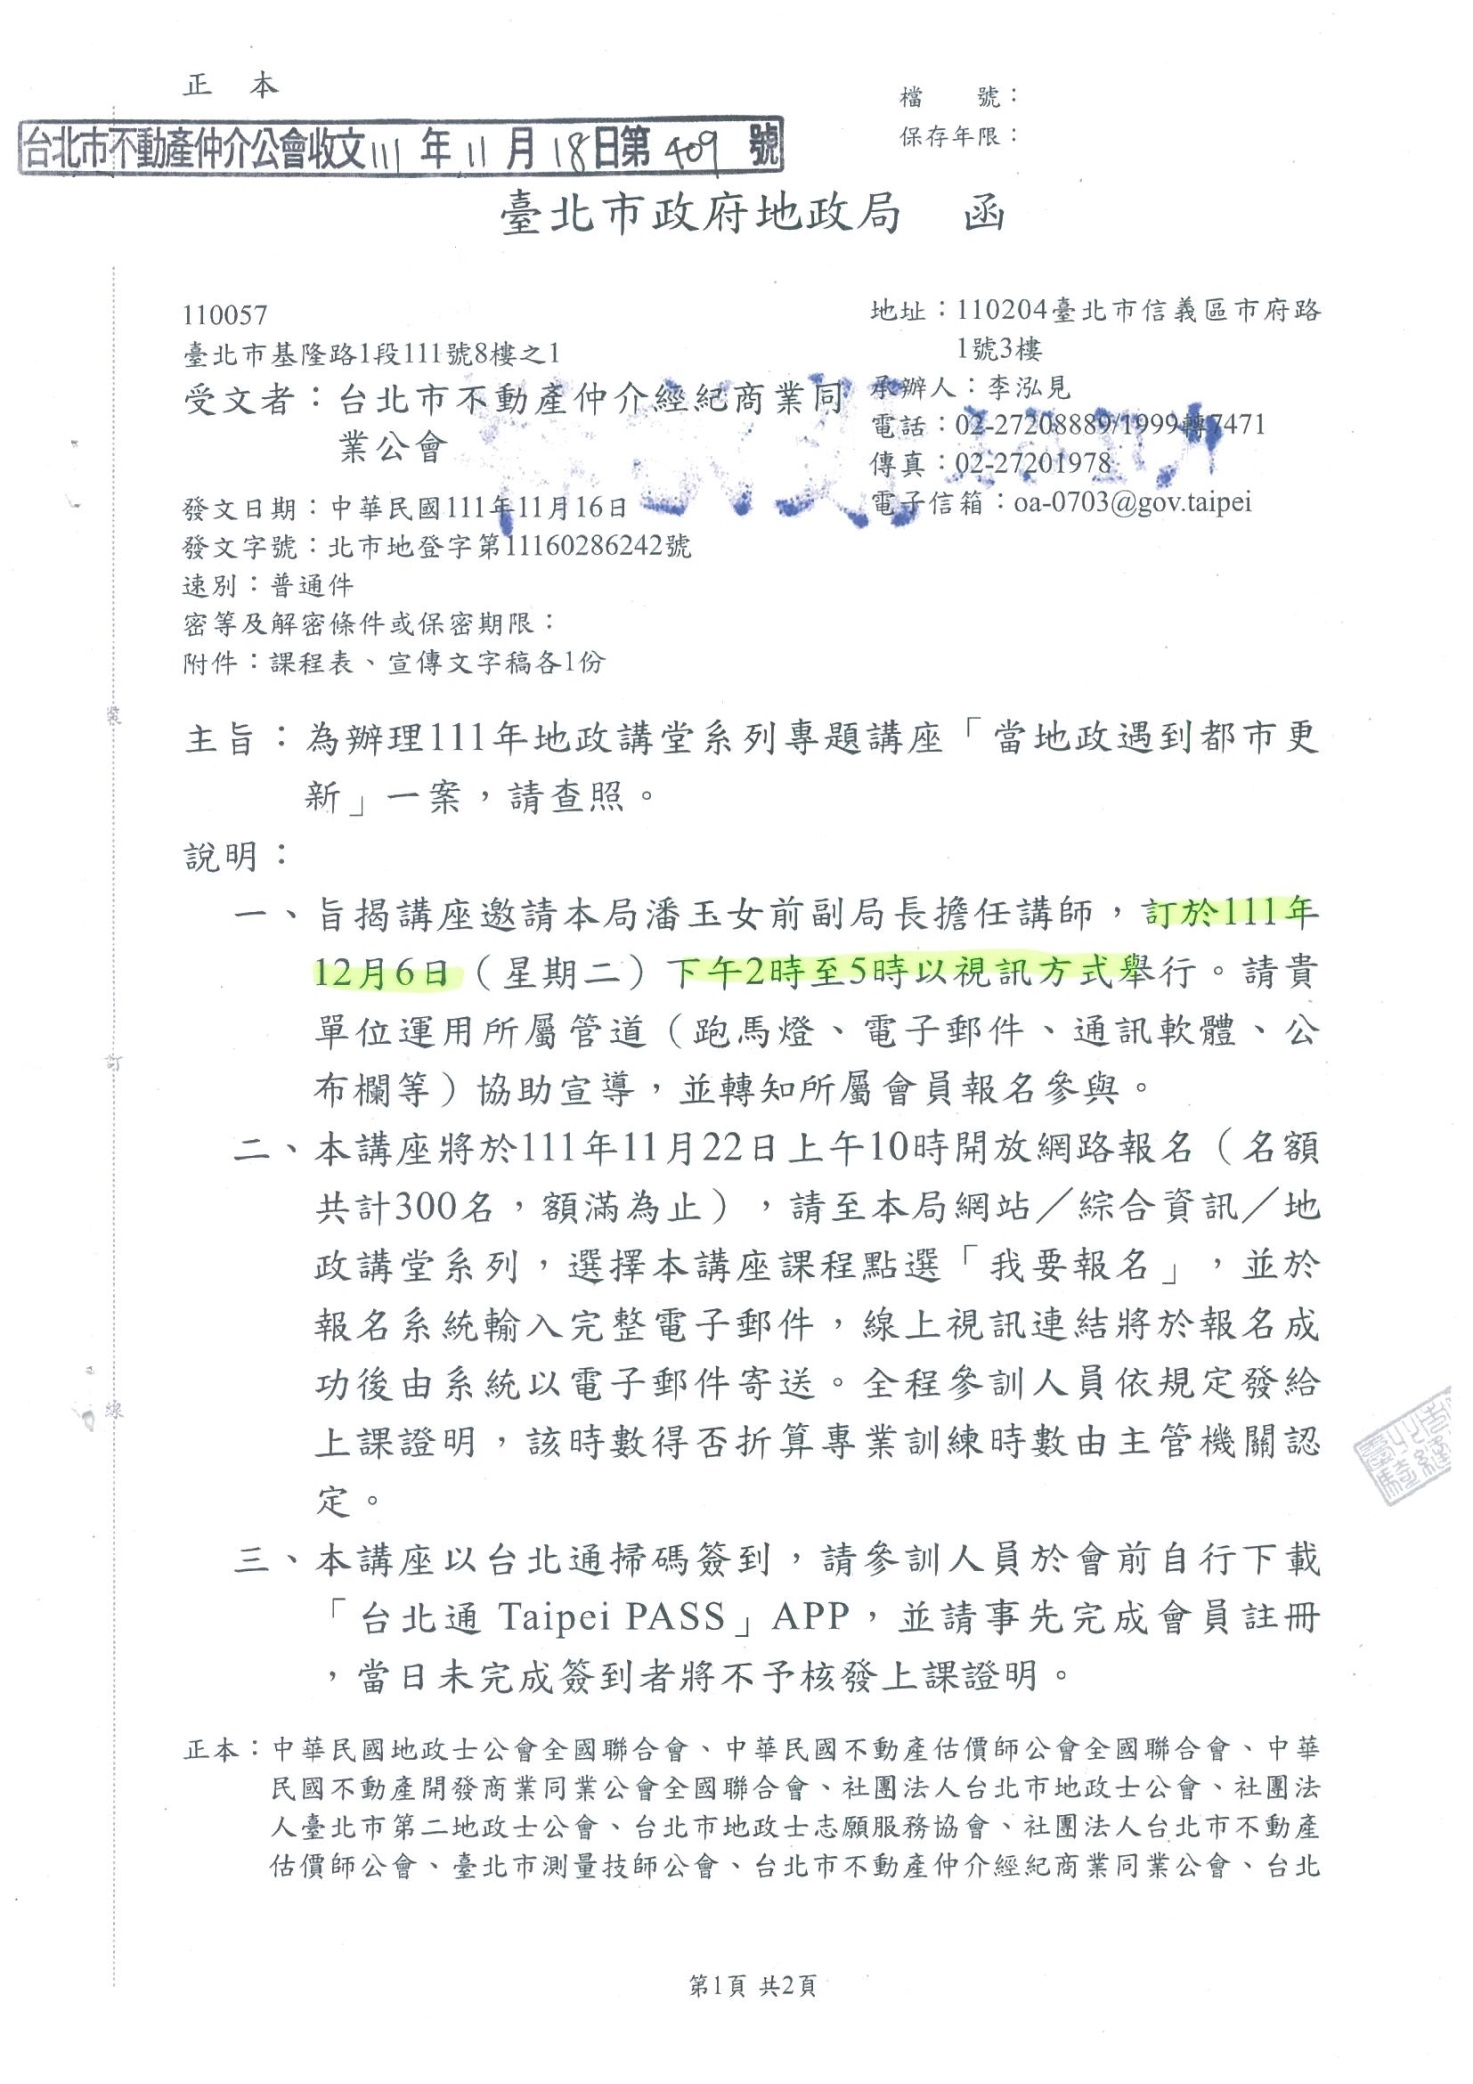 正　本
檔　　號：
保存年限：
台北市不動產仲介公會收文111年11月18日第409號
臺北市政府地政局　函
110057
臺北市基隆路1段111號8樓之1
受文者：台北市不動產仲介經紀商業同
業公會
地址：110204臺北市信義區市府路
1號3樓
承辦人：李泓見
電話：02-27208889/1999轉7471
傳真：02-27201978
電子信箱：oa-0703@gov.taipei
發文日期：中華民國111年11月16日
發文字號：北市地登字第11160286242號
速別：普通件
密等及解密條件或保密期限：
附件：課程表、宣傳文字稿各1份
主旨：為辦理111年地政講堂系列專題講座「當地政遇到都市更
新」一案，請查照。
說明：
一、旨揭講座邀請本局潘玉女前副局長擔任講師，訂於111年
12月6日（星期二）下午2時至5時以視訊方式舉行。請貴
單位運用所屬管道（跑馬燈、電子郵件、通訊軟體、公
布欄等）協助宣導，並轉知所屬會員報名參與。
二、本講座將於111年11月22日上午10時開放網路報名（名額
共計300名，額滿為止），請至本局網站／綜合資訊／地
政講堂系列，選擇本講座課程點選「我要報名」，並於
報名系統輸入完整電子郵件，線上視訊連結將於報名成
功後由系統以電子郵件寄送。全程參訓人員依規定發給
上課證明，該時數得否折算專業訓練時數由主管機關認
定。
三、本講座以台北通掃碼簽到，請參訓人員於會前自行下載
「台北通 Taipei PASS」APP，並請事先完成會員註冊
，當日未完成簽到者將不予核發上課證明。
正本：中華民國地政士公會全國聯合會、中華民國不動產估價師公會全國聯合會、中華
民國不動產開發商業同業公會全國聯合會、社團法人台北市地政士公會、社團法
人臺北市第二地政士公會、台北市地政士志願服務協會、社團法人台北市不動產
估價師公會、臺北市測量技師公會、台北市不動產仲介經紀商業同業公會、台北
裝
訂
線
第1頁 共2頁